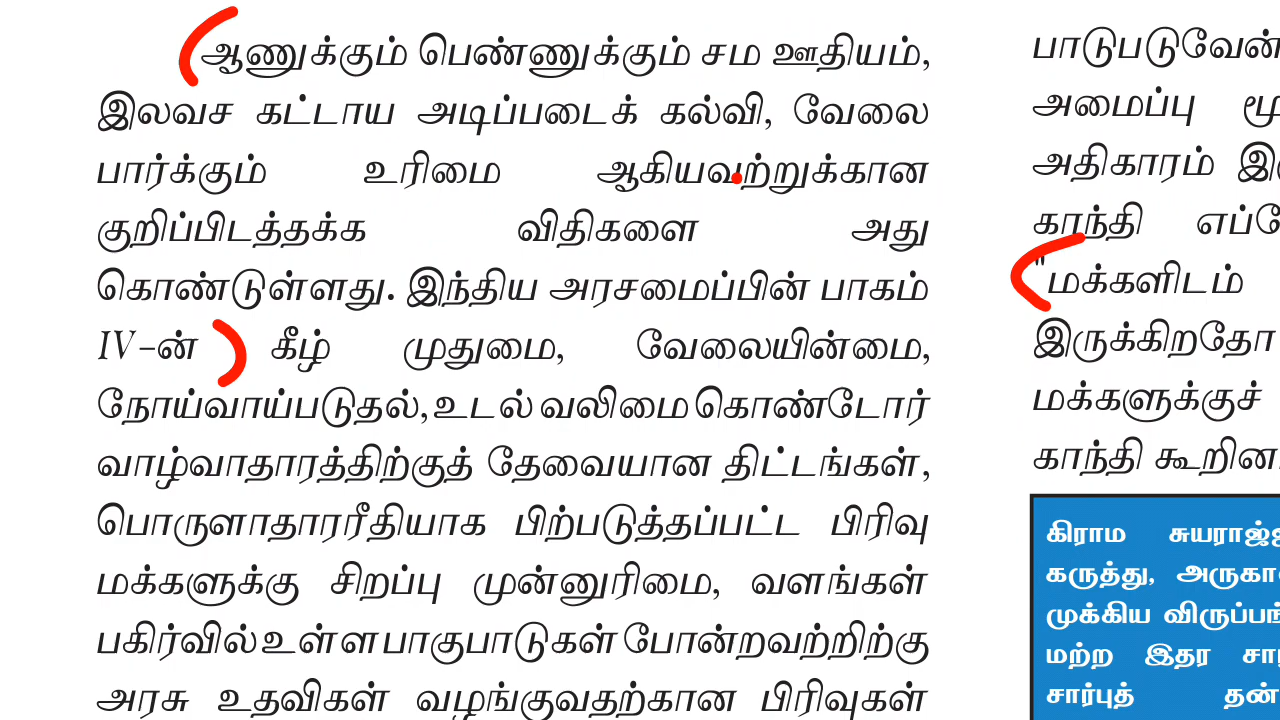 ஆணுக்கும் பெண்ணுக்கும் சம ஊதியம்,
இலவச கட்டாய அடிப்படைக் கல்வி, வேலை
பார்க்கும் உரிமை ஆகியவற்றுக்கான
குறிப்பிடத்தக்க விதிகளை அது
கொண்டுள்ளது. இந்திய அரசமைப்பின் பாகம்
IV–ன் கீழ் முதுமை, வேலையின்மை,
நோய்வாய்படுதல், உடல் வலிமை கொண்டோர்
வாழ்வாதாரத்திற்குத் தேவையான திட்டங்கள்,
பொருளாதாரரீதியாக பிற்படுத்தப்பட்ட பிரிவு
மக்களுக்கு சிறப்பு முன்னுரிமை, வளங்கள்
பகிர்வில் உள்ள பாகுபாடுகள் போன்றவற்றிற்கு
அரசு உதவிகள் வழங்குவதற்கான பிரிவுகள்
பாடுபடுவேன்
அமைப்பு
அதிகாரம்
காந்தி
"மக்களிடம்
இருக்கிறதோ
மக்களுக்குச்
காந்தி
கிராம
கருத்து,
முக்கிய
மற்ற இதர
சார்புத்